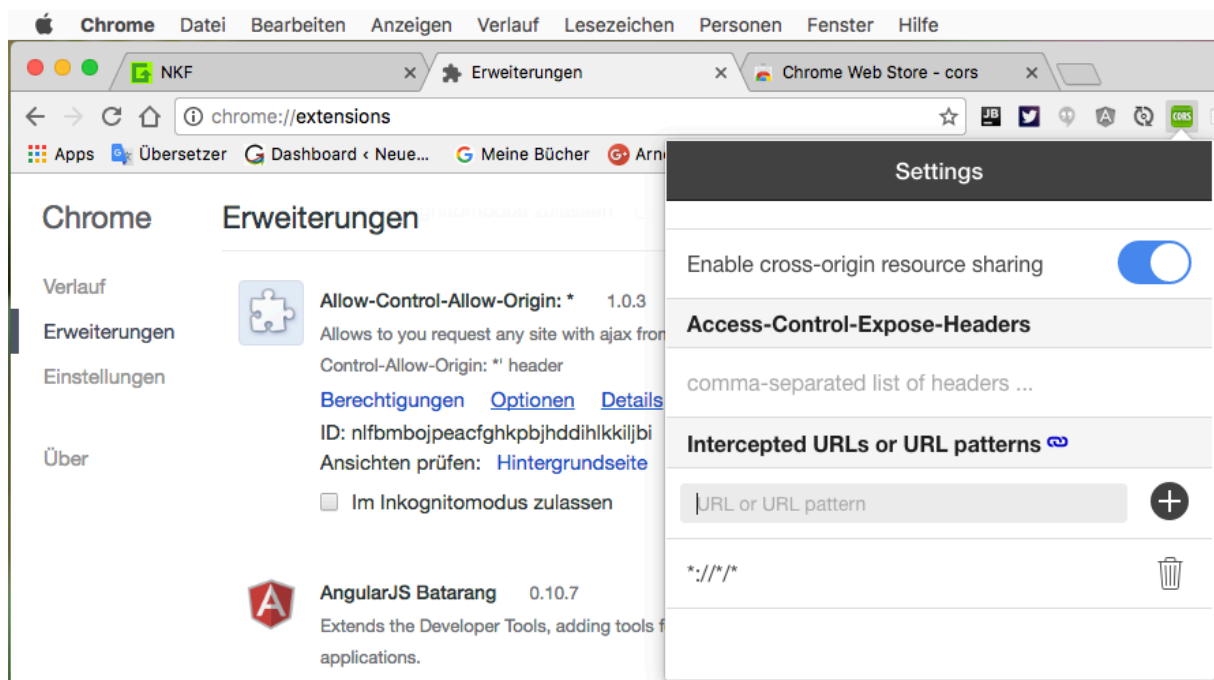 Chrome Datei Bearbeiten Anzeigen Verlauf Lesezeichen Personen Fenster Hilfe
NKF Erweiterungen Chrome Web Store - cors
chrome://extensions JB CORS
Apps Übersetzer Dashboard ‹ Neue... Meine Bücher
Settings
Chrome Erweiterungen
Enable cross-origin resource sharing
Verlauf
Allow-Control-Allow-Origin: * 1.0.3
Access-Control-Expose-Headers
Erweiterungen
Allows to you request any site with ajax from
Control-Allow-Origin: *' header
Einstellungen
comma-separated list of headers ...
Berechtigungen Optionen Details
ID: nlfbmbojpeacfghkpbjhddihlkkiljbi
Intercepted URLs or URL patterns
Über
Ansichten prüfen: Hintergrundseite
Im Inkognitomodus zulassen
URL or URL pattern
*://*/*
AngularJS Batarang 0.10.7
Extends the Developer Tools, adding tools f
applications.